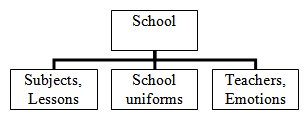 School
Subjects,
Lessons
School
uniforms
Teachers,
Emotions